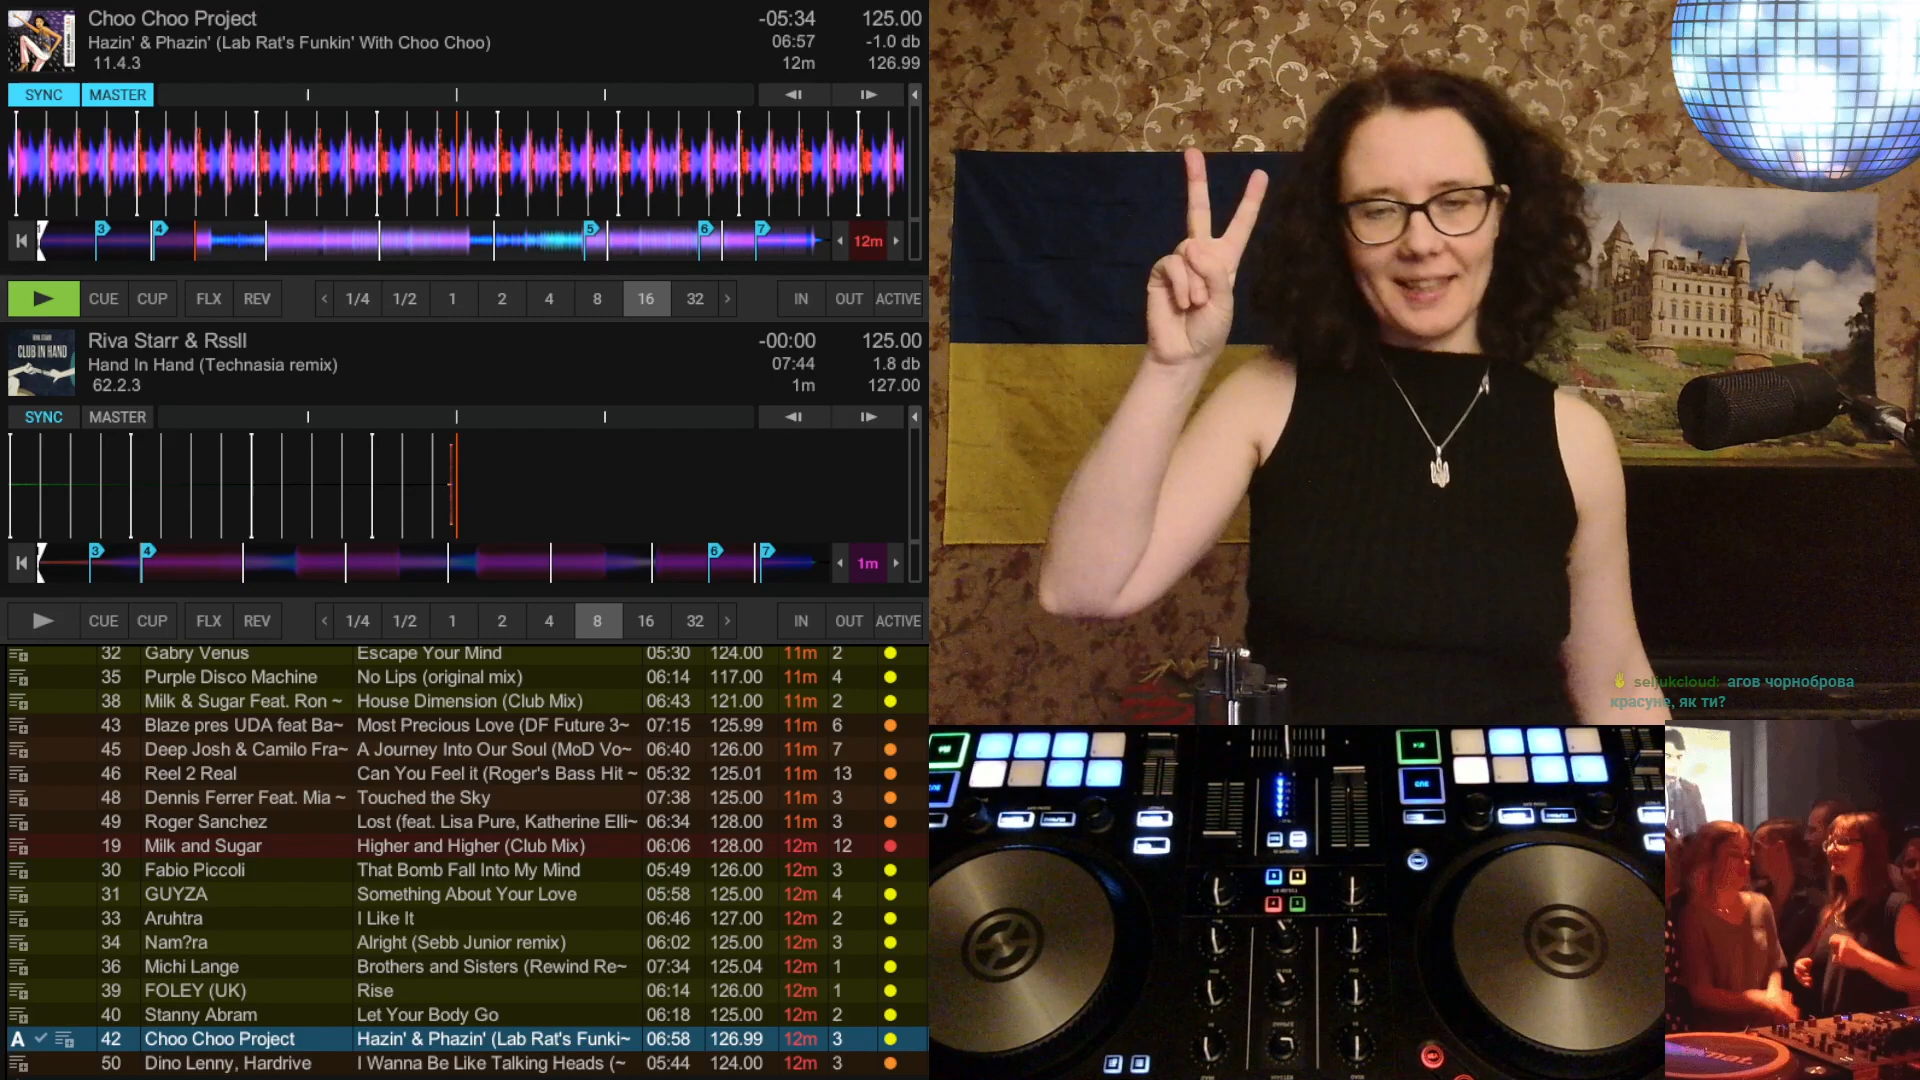 Choo Choo Project -05:34 125.00
Hazin' & Phazin' (Lab Rat's Funkin' With Choo Choo) 06:57 -1.0 db
11.4.3 12m 126.99
SYNC MASTER
3 4 5 6 7 12m
CUE CUP FLX REV 1/4 1/2 1 2 4 8 16 32 IN OUT ACTIVE
CLUB IN HAND
Riva Starr & Rssll -00:00 125.00
Hand In Hand (Technasia remix) 07:44 1.8 db
62.2.3 1m 127.00
SYNC MASTER
3 4 6 7 1m
CUE CUP FLX REV 1/4 1/2 1 2 4 8 16 32 IN OUT ACTIVE
32 Gabry Venus Escape Your Mind 05:30 124.00 11m 2
35 Purple Disco Machine No Lips (original mix) 06:14 117.00 11m 4
38 Milk & Sugar Feat. Ron ~ House Dimension (Club Mix) 06:43 121.00 11m 2
43 Blaze pres UDA feat Ba~ Most Precious Love (DF Future 3~ 07:15 125.99 11m 6
45 Deep Josh & Camilo Fra~ A Journey Into Our Soul (MoD Vo~ 06:40 126.00 11m 7
46 Reel 2 Real Can You Feel it (Roger's Bass Hit ~ 05:32 125.01 11m 13
48 Dennis Ferrer Feat. Mia ~ Touched the Sky 07:38 125.00 11m 3
49 Roger Sanchez Lost (feat. Lisa Pure, Katherine Elli~ 06:34 128.00 11m 3
19 Milk and Sugar Higher and Higher (Club Mix) 06:06 128.00 12m 12
30 Fabio Piccoli That Bomb Fall Into My Mind 05:49 126.00 12m 3
31 GUYZA Something About Your Love 05:58 125.00 12m 4
33 Aruhtra I Like It 06:46 127.00 12m 2
34 Nam?ra Alright (Sebb Junior remix) 06:02 125.00 12m 3
36 Michi Lange Brothers and Sisters (Rewind Re~ 07:34 125.04 12m 1
39 FOLEY (UK) Rise 06:14 126.00 12m 1
40 Stanny Abram Let Your Body Go 06:18 125.00 12m 2
A 42 Choo Choo Project Hazin' & Phazin' (Lab Rat's Funki~ 06:58 126.99 12m 3
50 Dino Lenny, Hardrive I Wanna Be Like Talking Heads (~ 05:44 124.00 12m 3
seljukcloud: агов чорноброва
красуне, як ти?